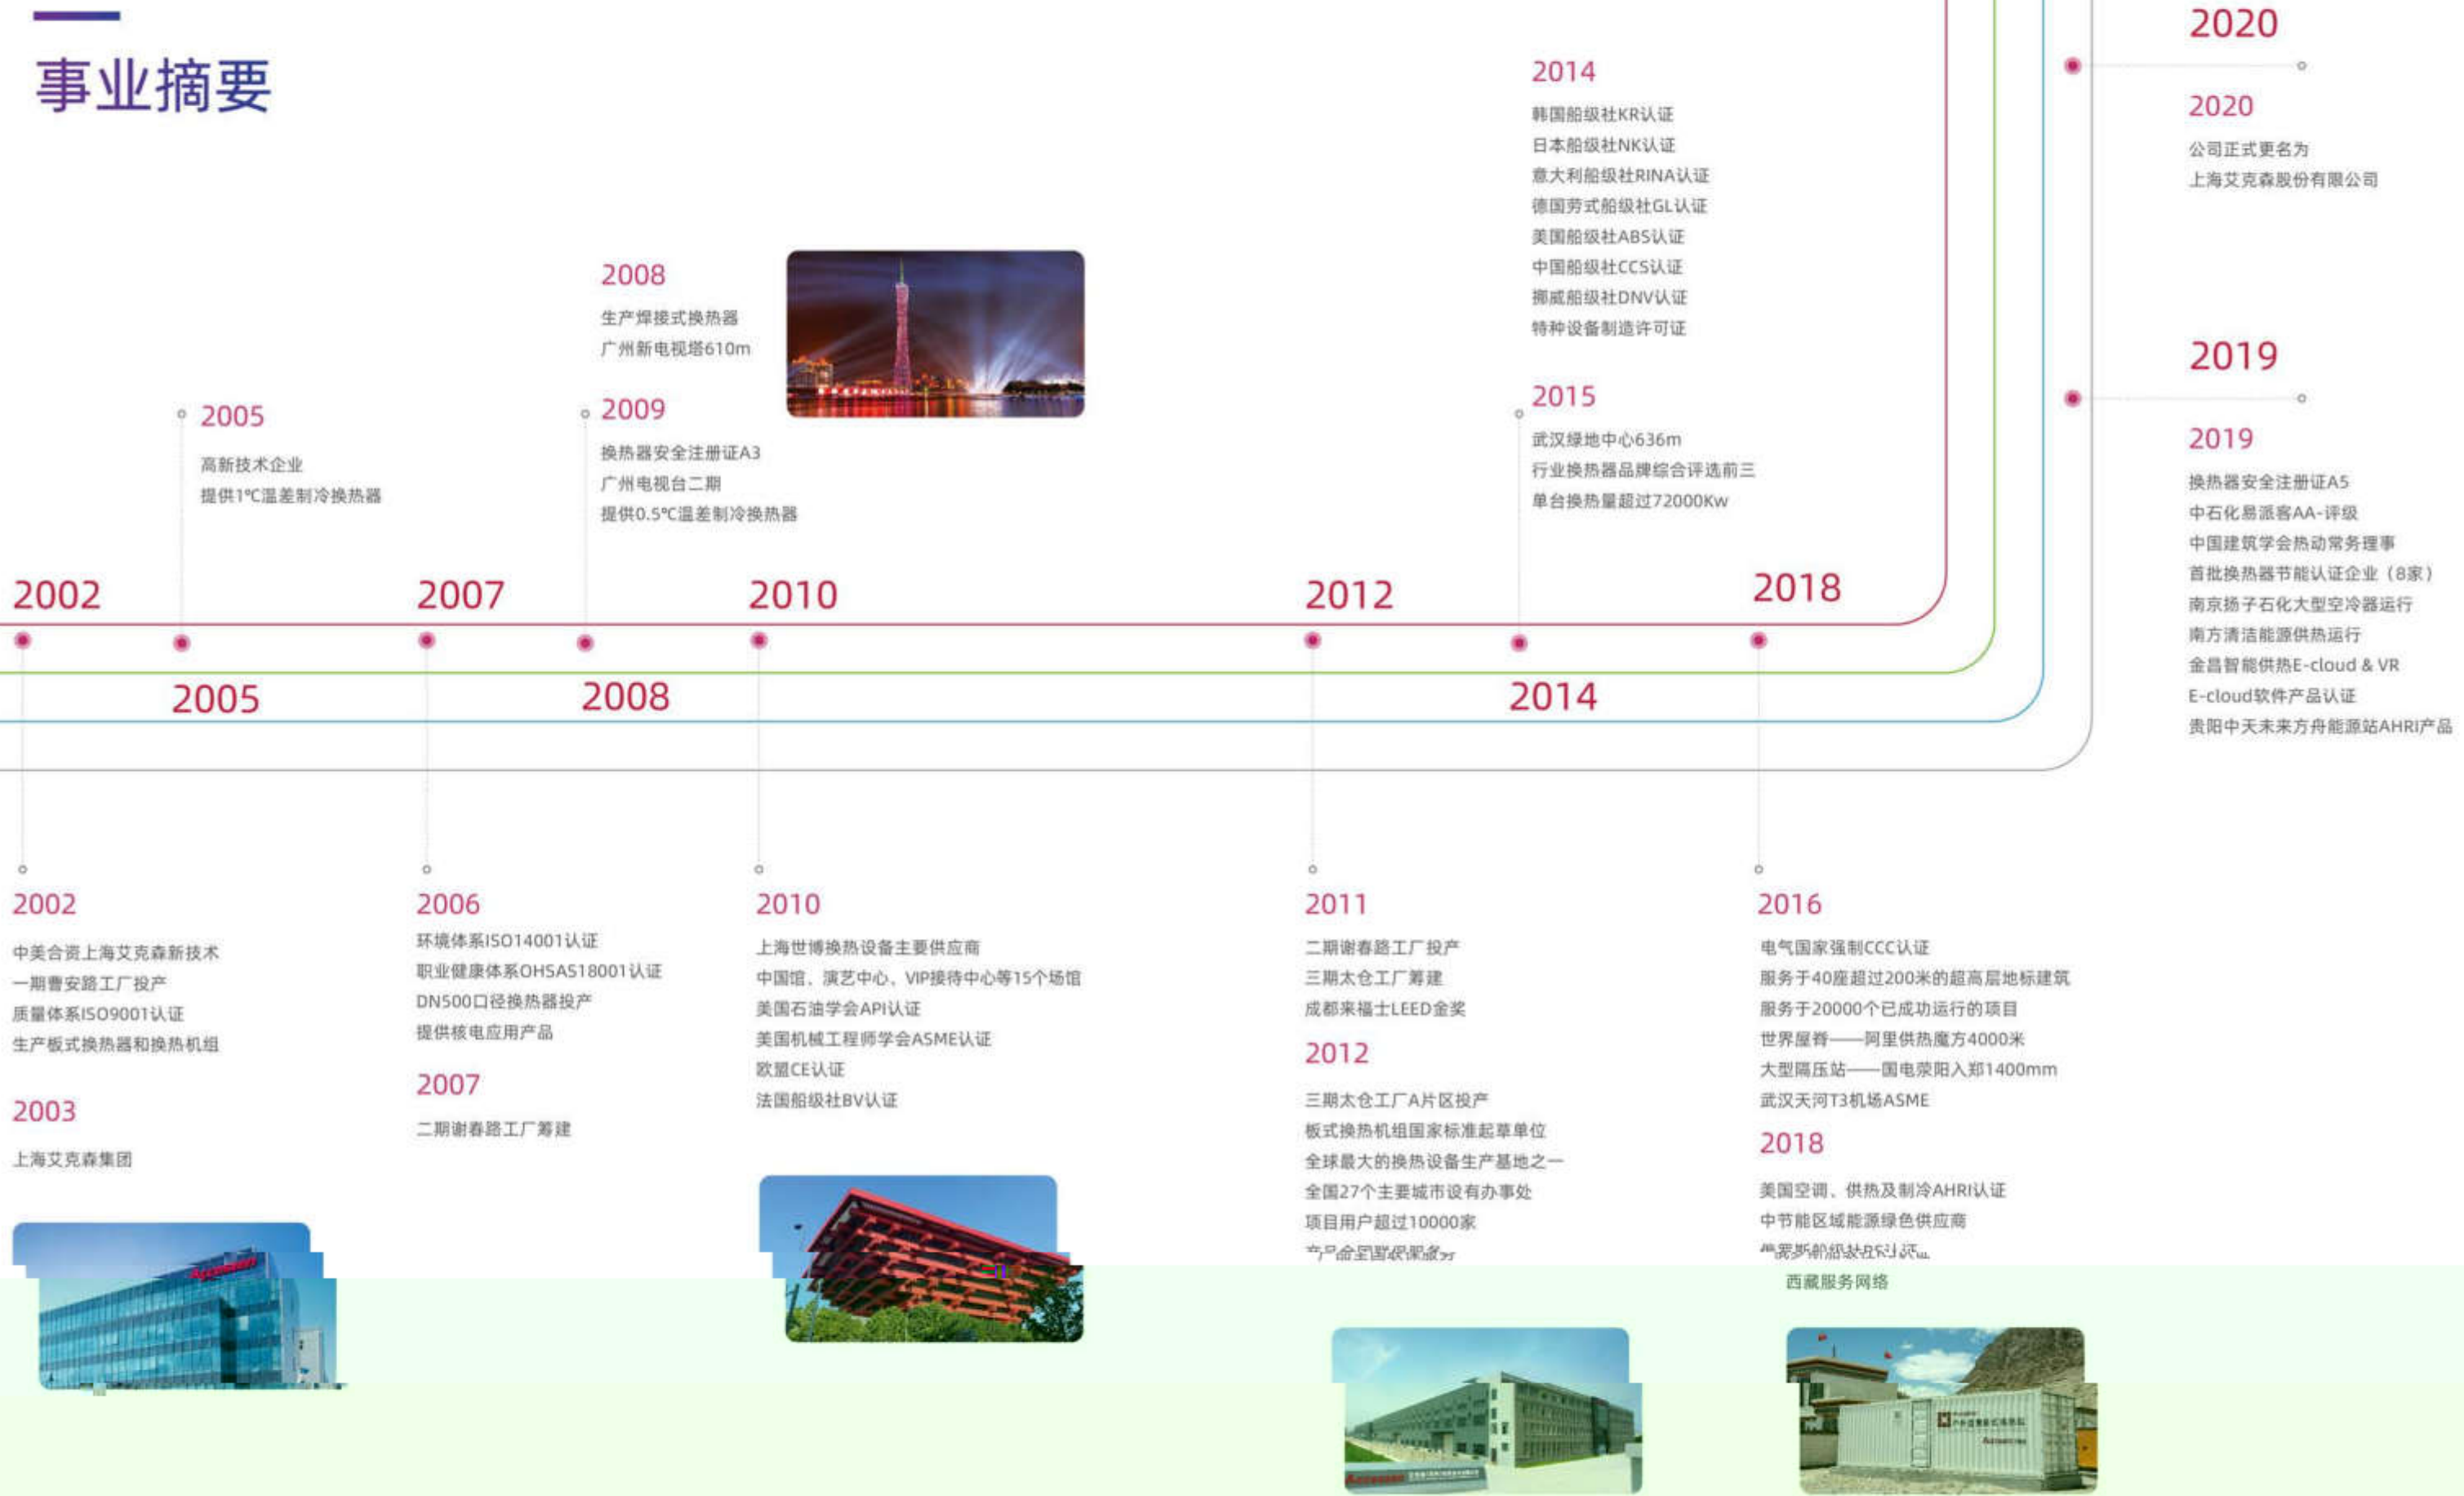 事业摘要
2002
2005
2007
2008
2010
2012
2014
2018
2019
2020
2002
中美合资上海艾克森新技术
一期曹安路工厂投产
质量体系ISO9001认证
生产板式换热器和换热机组
2003
上海艾克森集团
2005
高新技术企业
提供1℃温差制冷换热器
2006
环境体系ISO14001认证
职业健康体系OHSAS18001认证
DN500口径换热器投产
提供核电应用产品
2007
二期谢春路工厂筹建
2008
生产焊接式换热器
广州新电视塔610m
2009
换热器安全注册证A3
广州电视台二期
提供0.5℃温差制冷换热器
2010
上海世博换热设备主要供应商
中国馆、演艺中心、VIP接待中心等15个场馆
美国石油学会API认证
美国机械工程师学会ASME认证
欧盟CE认证
法国船级社BV认证
2011
二期谢春路工厂投产
三期太仓工厂筹建
成都来福士LEED金奖
2012
三期太仓工厂A片区投产
板式换热机组国家标准起草单位
全球最大的换热设备生产基地之一
全国27个主要城市设有办事处
项目用户超过10000家
2014
韩国船级社KR认证
日本船级社NK认证
意大利船级社RINA认证
德国劳式船级社GL认证
美国船级社ABS认证
中国船级社CCS认证
挪威船级社DNV认证
特种设备制造许可证
2015
武汉绿地中心636m
行业换热器品牌综合评选前三
单台换热量超过72000Kw
2016
电气国家强制CCC认证
服务于40座超过200米的超高层地标建筑
服务于20000个已成功运行的项目
世界屋脊——阿里供热魔方4000米
大型隔压站——国电荥阳入郑1400mm
武汉天河T3机场ASME
2018
美国空调、供热及制冷AHRI认证
中节能区域能源绿色供应商
西藏服务网络
2019
换热器安全注册证A5
中石化易派客AA-评级
中国建筑学会热动常务理事
首批换热器节能认证企业（8家）
南京扬子石化大型空冷器运行
南方清洁能源供热运行
金昌智能供热E-cloud & VR
E-cloud软件产品认证
贵阳中天未来方舟能源站AHRI产品
2020
公司正式更名为
上海艾克森股份有限公司